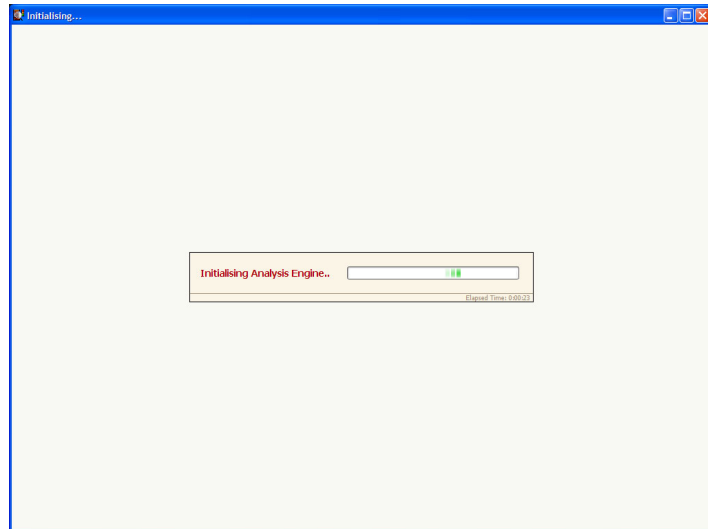 Initialising...
Initialising Analysis Engine..
Elapsed Time: 0:00:23